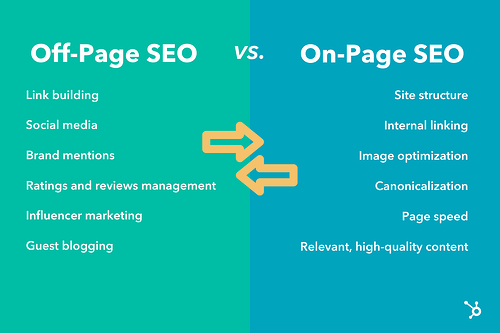 Off-Page SEO vs. On-Page SEO
Link building
Social media
Brand mentions
Ratings and reviews management
Influencer marketing
Guest blogging
Site structure
Internal linking
Image optimization
Canonicalization
Page speed
Relevant, high-quality content